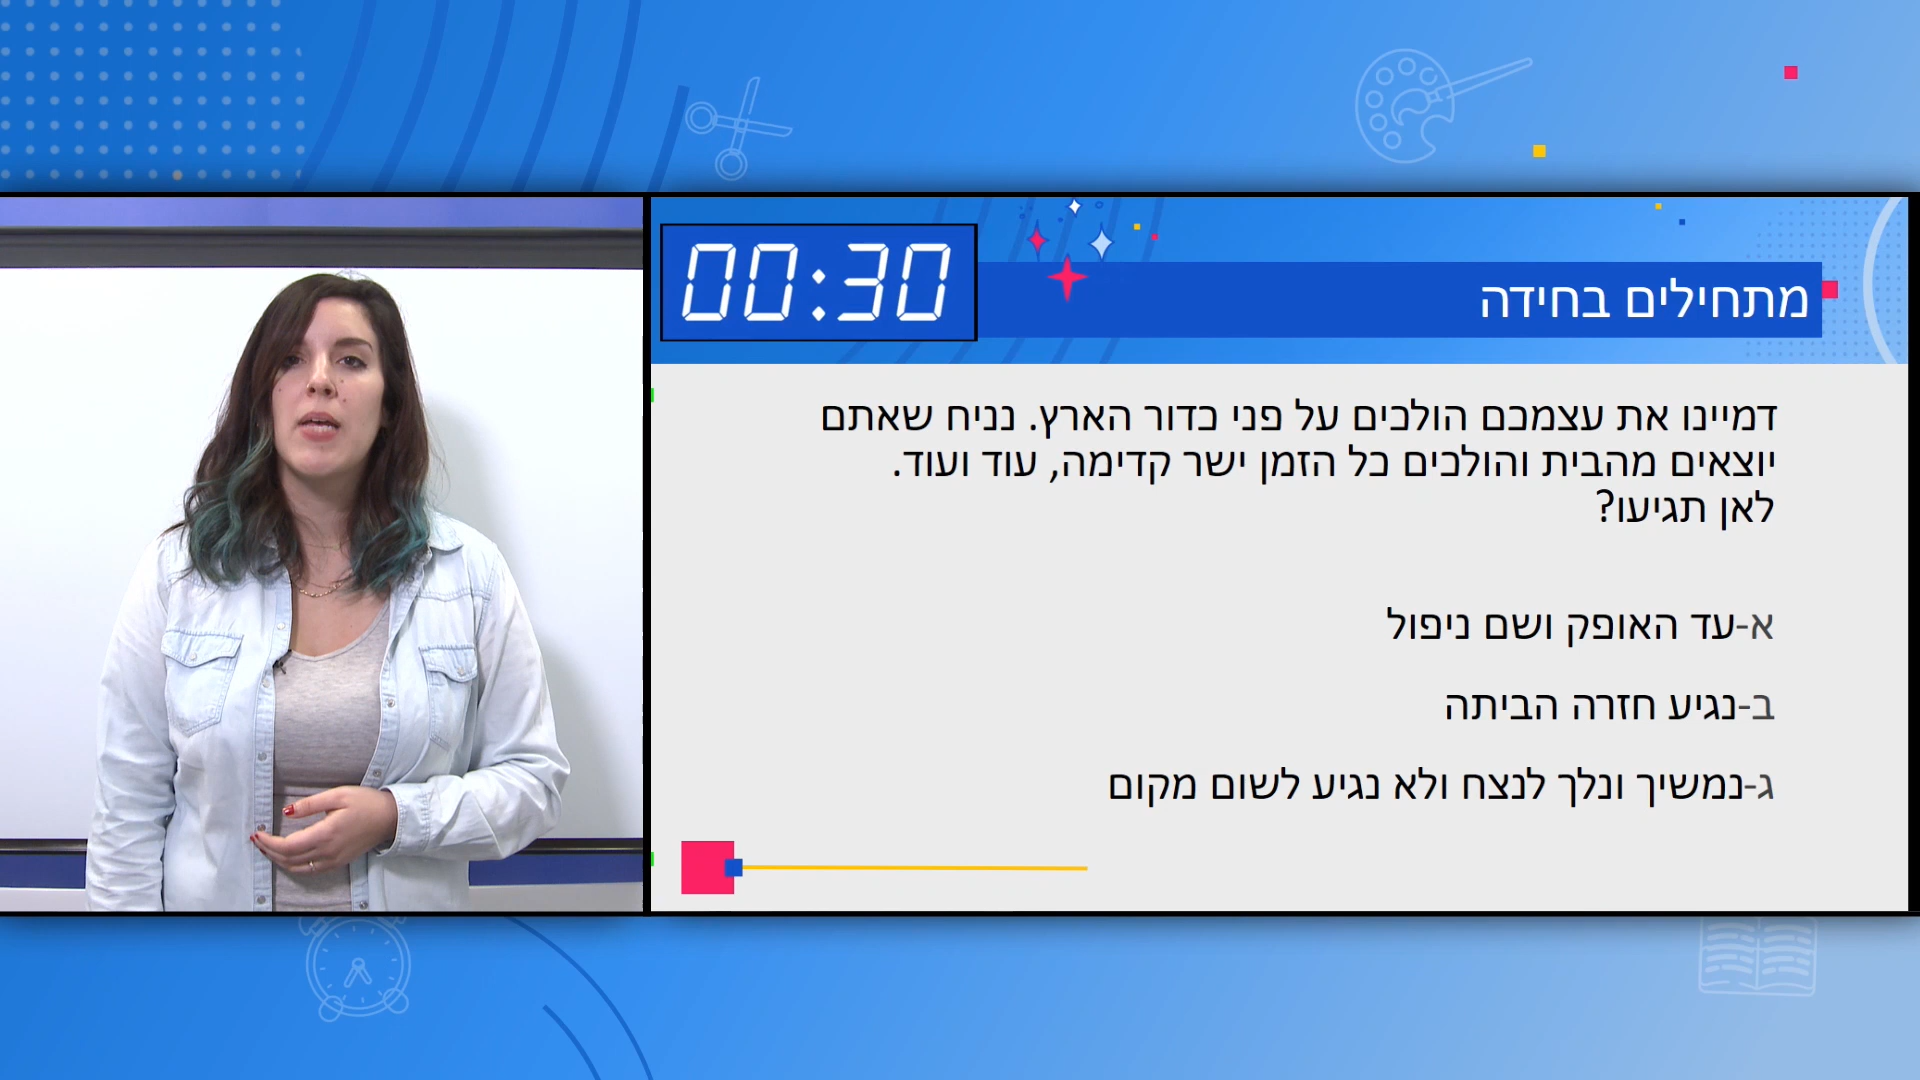 00:30
מתחילים בחידה
דמיינו את עצמכם הולכים על פני כדור הארץ. נניח שאתם
יוצאים מהבית והולכים כל הזמן ישר קדימה, עוד ועוד.
לאן תגיעו?
א-עד האופק ושם ניפול
ב-נגיע חזרה הביתה
ג-נמשיך ונלך לנצח ולא נגיע לשום מקום